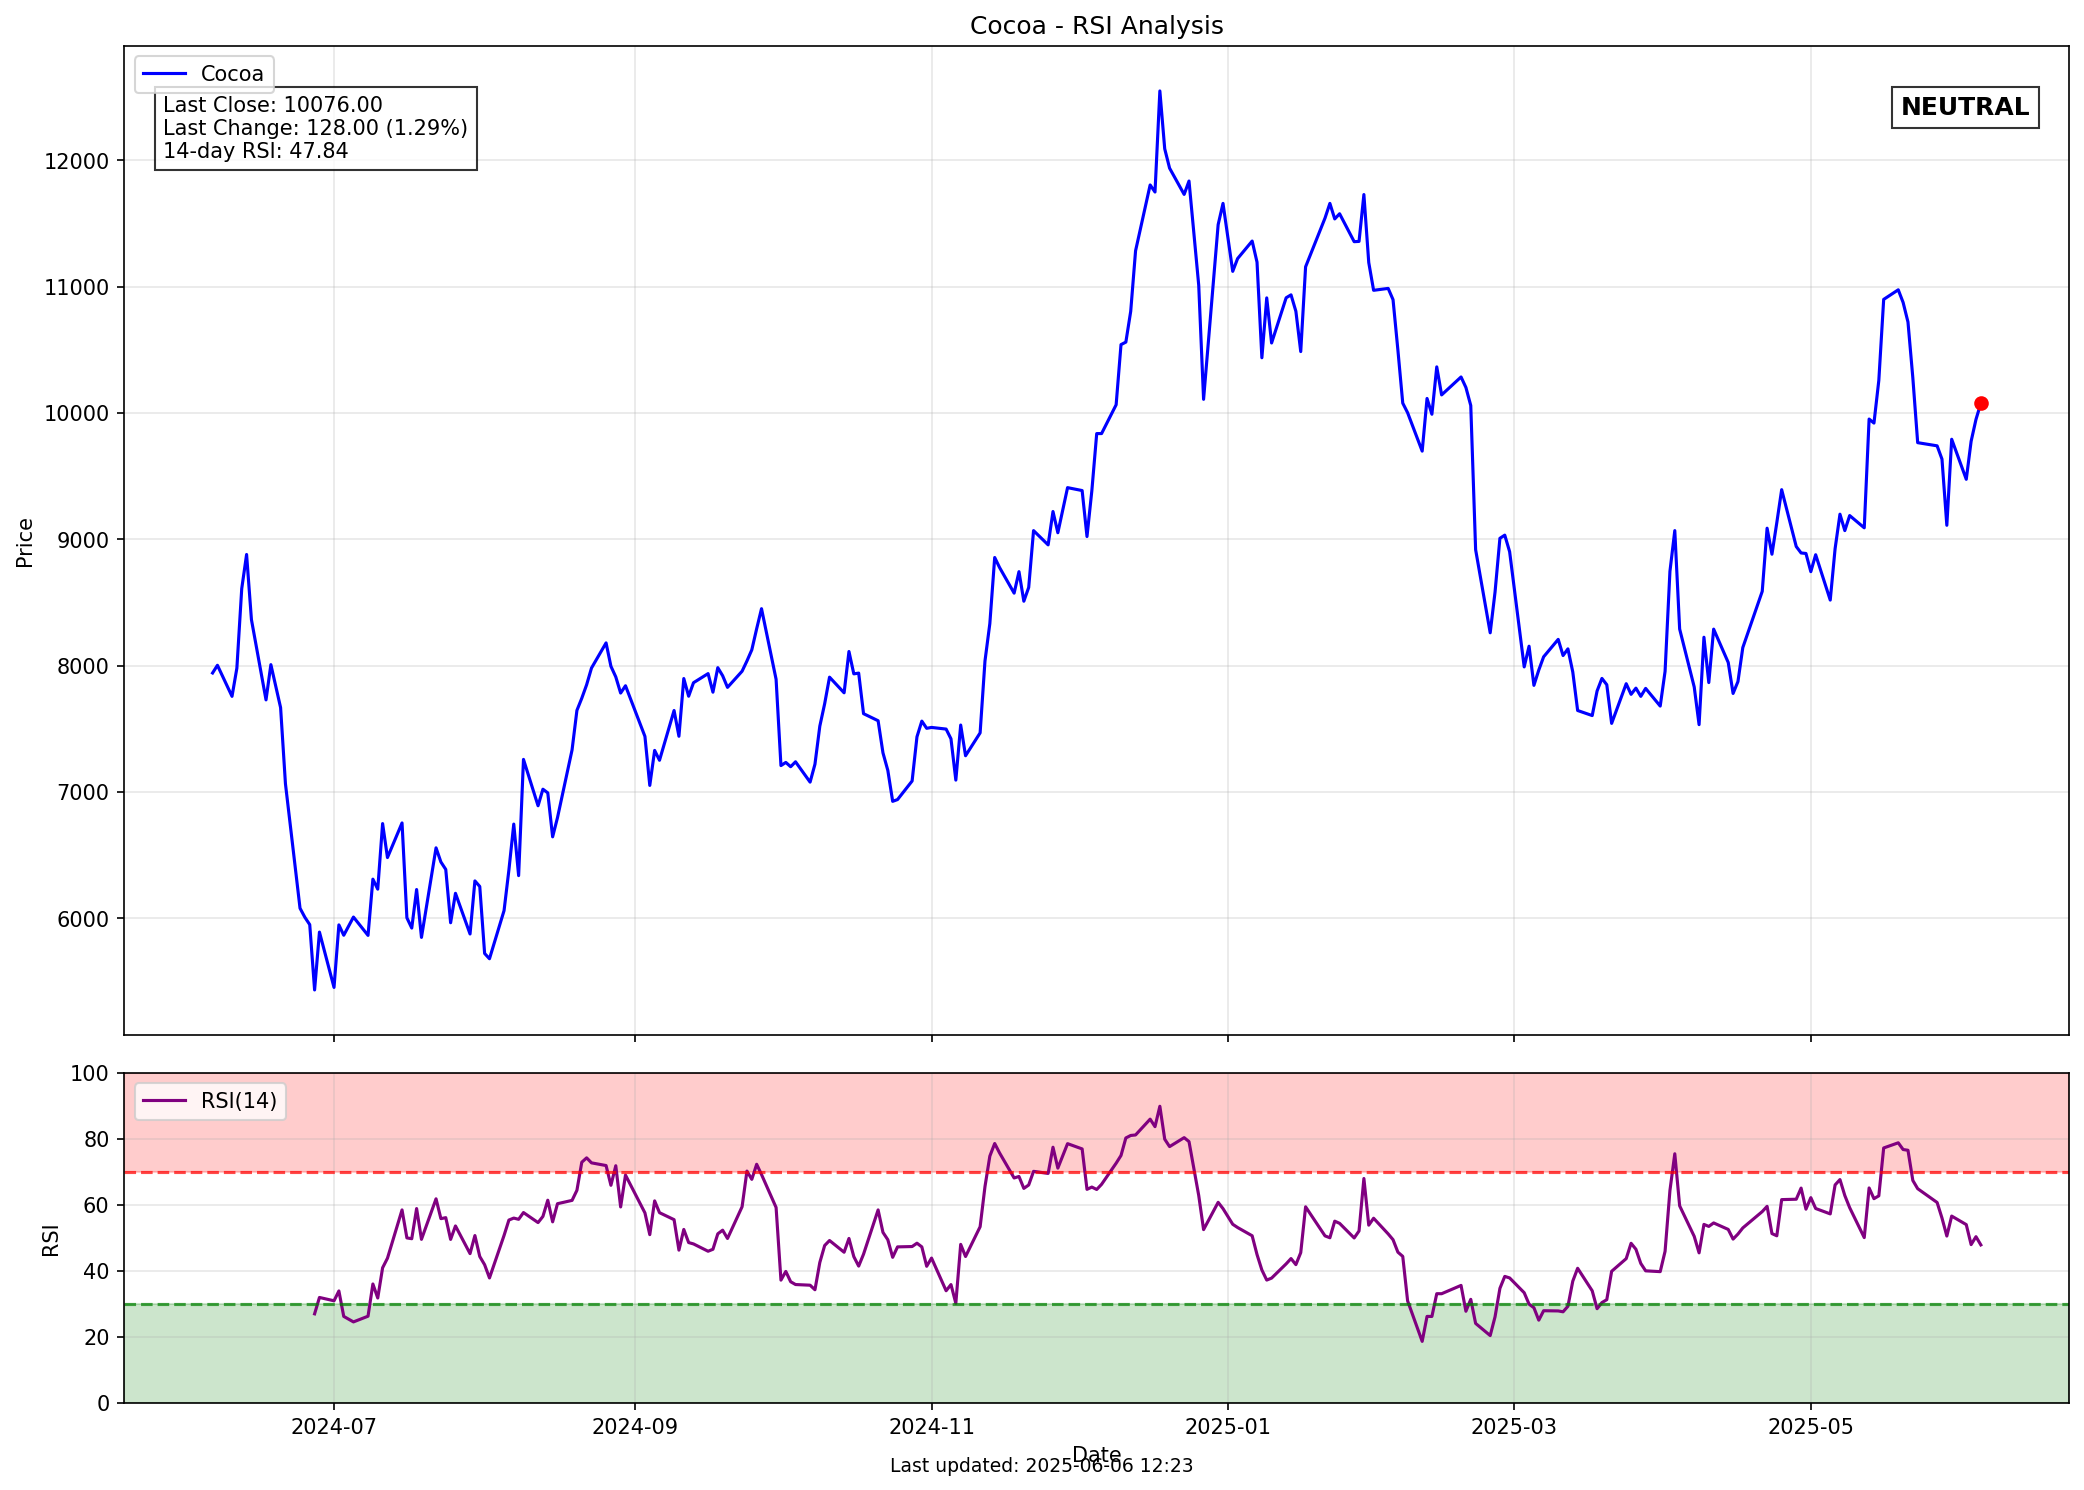 Cocoa - RSI Analysis
Cocoa
Last Close: 10076.00
Last Change: 128.00 (1.29%)
14-day RSI: 47.84
NEUTRAL
Price
12000
11000
10000
9000
8000
7000
6000
RSI(14)
RSI
100
80
60
40
20
0
2024-07
2024-09
2024-11
2025-01
2025-03
2025-05
Date
Last updated: 2025-06-06 12:23